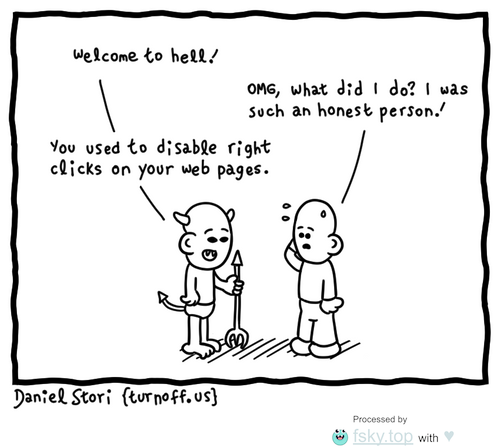 Welcome to hell!
OMG, what did I do? I was
such an honest person!
You used to disable right
clicks on your web pages.
Daniel Stori {turnoff.us}
Processed by
fsky.top with